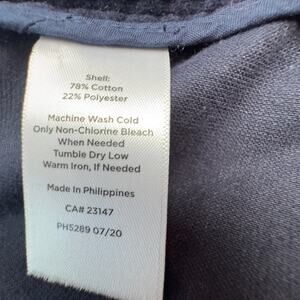 Shell:
78% Cotton
22% Polyester
Machine Wash Cold
Only Non-Chlorine Bleach
When Needed
Tumble Dry Low
Warm Iron, If Needed
Made In Philippines
CA# 23147
PH5289 07/20